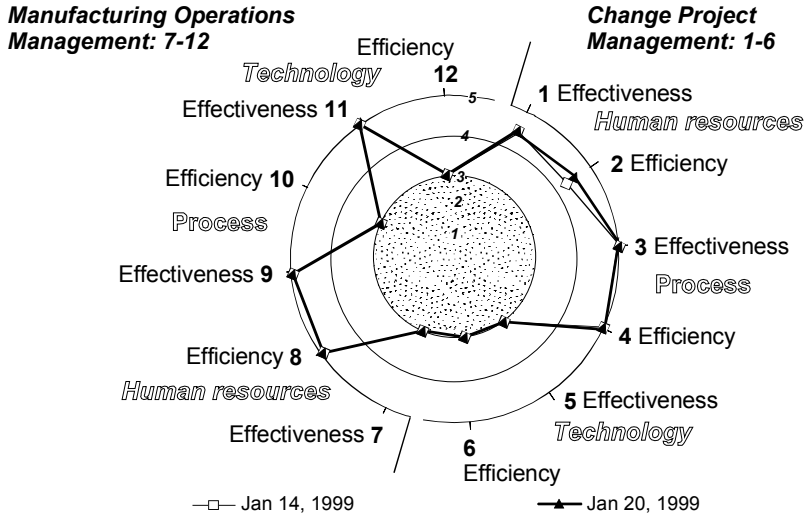 Manufacturing Operations
Management: 7-12
Change Project
Management: 1-6
Efficiency
12
Technology
5
1 Effectiveness
Effectiveness 11
Human resources
4
2 Efficiency
Efficiency 10
3
2
Process
1
3 Effectiveness
Effectiveness 9
Process
4 Efficiency
Efficiency 8
Human resources
5 Effectiveness
Effectiveness 7
Technology
6
Efficiency
Jan 14, 1999
Jan 20, 1999